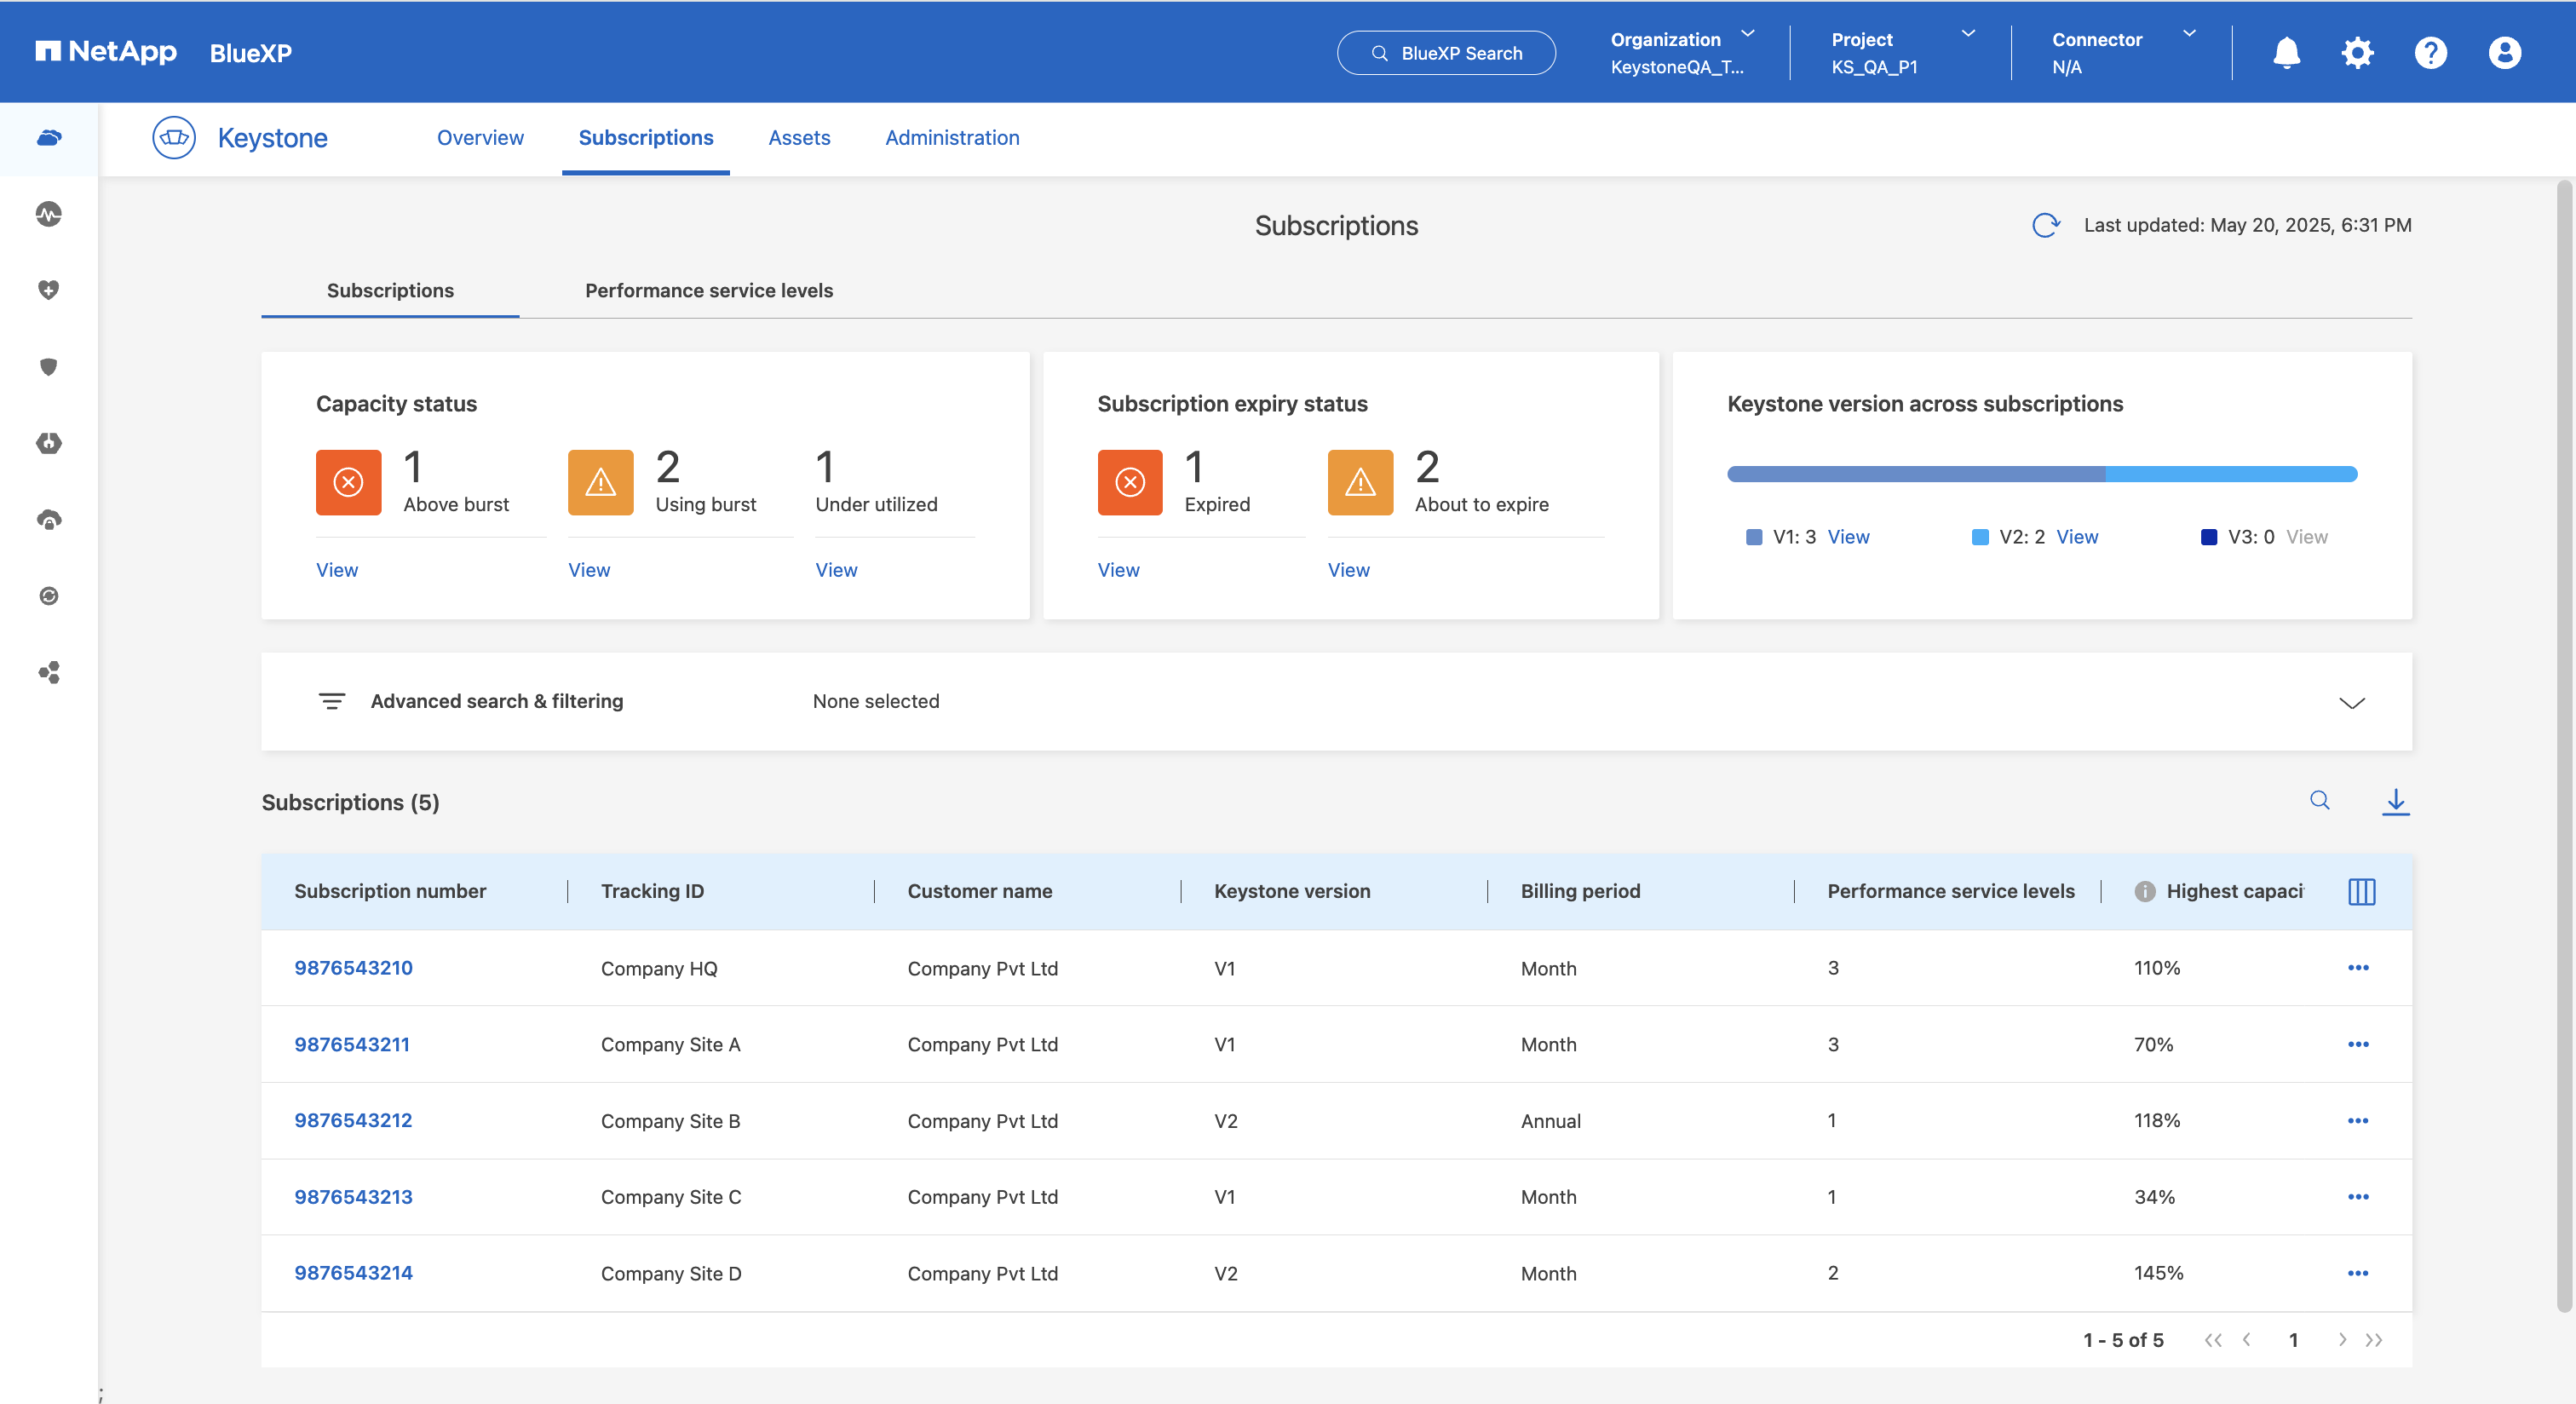 NetApp BlueXP
BlueXP Search
Organization
KeystoneQA_T...
Project
KS_QA_P1
Connector
N/A
Keystone Overview Subscriptions Assets Administration
Subscriptions
Last updated: May 20, 2025, 6:31 PM
Subscriptions Performance service levels
Capacity status
1
Above burst
View
2
Using burst
View
1
Under utilized
View
Subscription expiry status
1
Expired
View
2
About to expire
View
Keystone version across subscriptions
V1: 3 View V2: 2 View V3: 0 View
Advanced search & filtering None selected
Subscriptions (5)
Subscription number Tracking ID Customer name Keystone version Billing period Performance service levels Highest capaci
9876543210 Company HQ Company Pvt Ltd V1 Month 3 110%
9876543211 Company Site A Company Pvt Ltd V1 Month 3 70%
9876543212 Company Site B Company Pvt Ltd V2 Annual 1 118%
9876543213 Company Site C Company Pvt Ltd V1 Month 1 34%
9876543214 Company Site D Company Pvt Ltd V2 Month 2 145%
1 - 5 of 5 << < 1 > >>
;